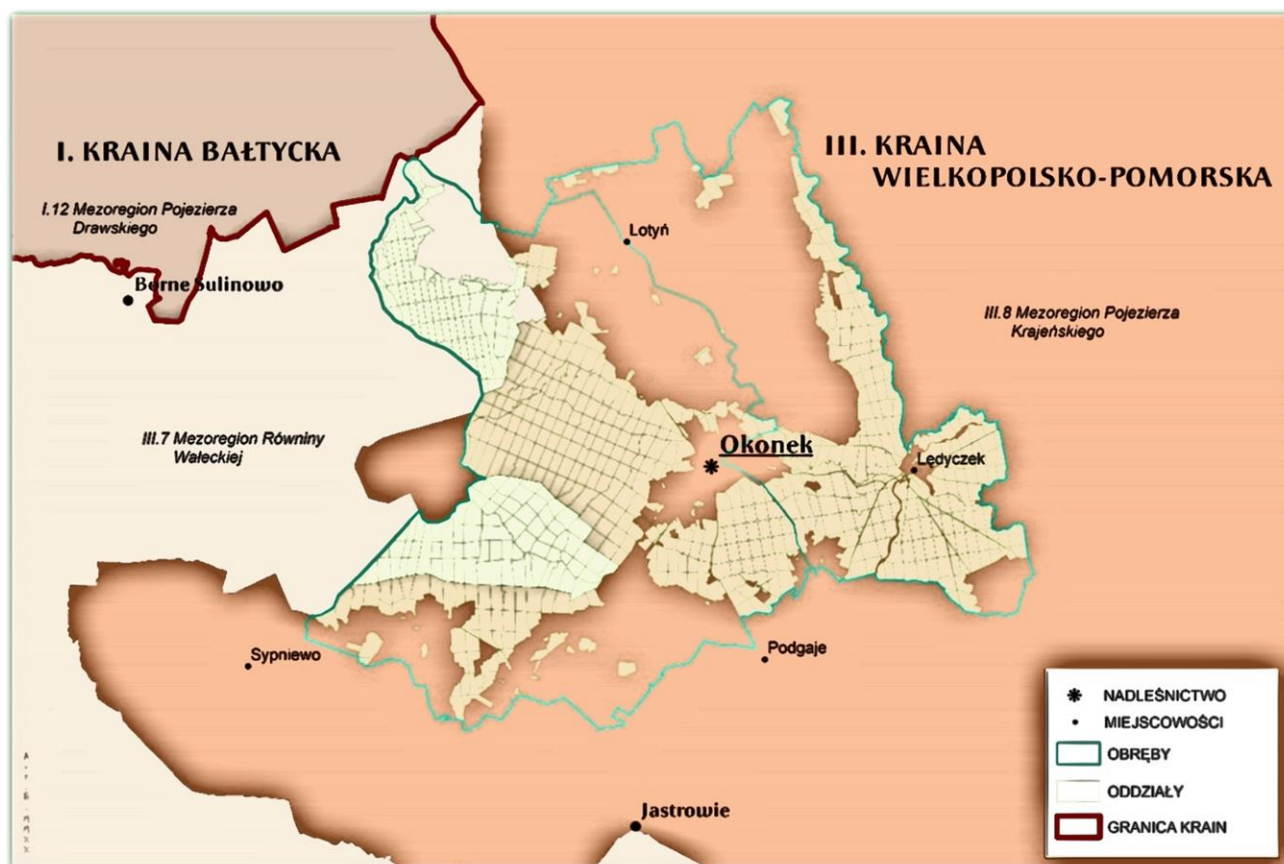 I. KRAINA BAŁTYCKA
I.12 Mezoregion Pojezierza
Drawskiego
Borne Sulinowo
III. KRAINA
WIELKOPOLSKO-POMORSKA
Lotyń
III.8 Mezoregion Pojezierza
Krajeńskiego
III.7 Mezoregion Równiny
Wałeckiej
Okonek
Lędyczek
Sypniewo
Podgaje
Jastrowie
NADLEŚNICTWO
MIEJSCOWOŚCI
OBRĘBY
ODDZIAŁY
GRANICA KRAIN